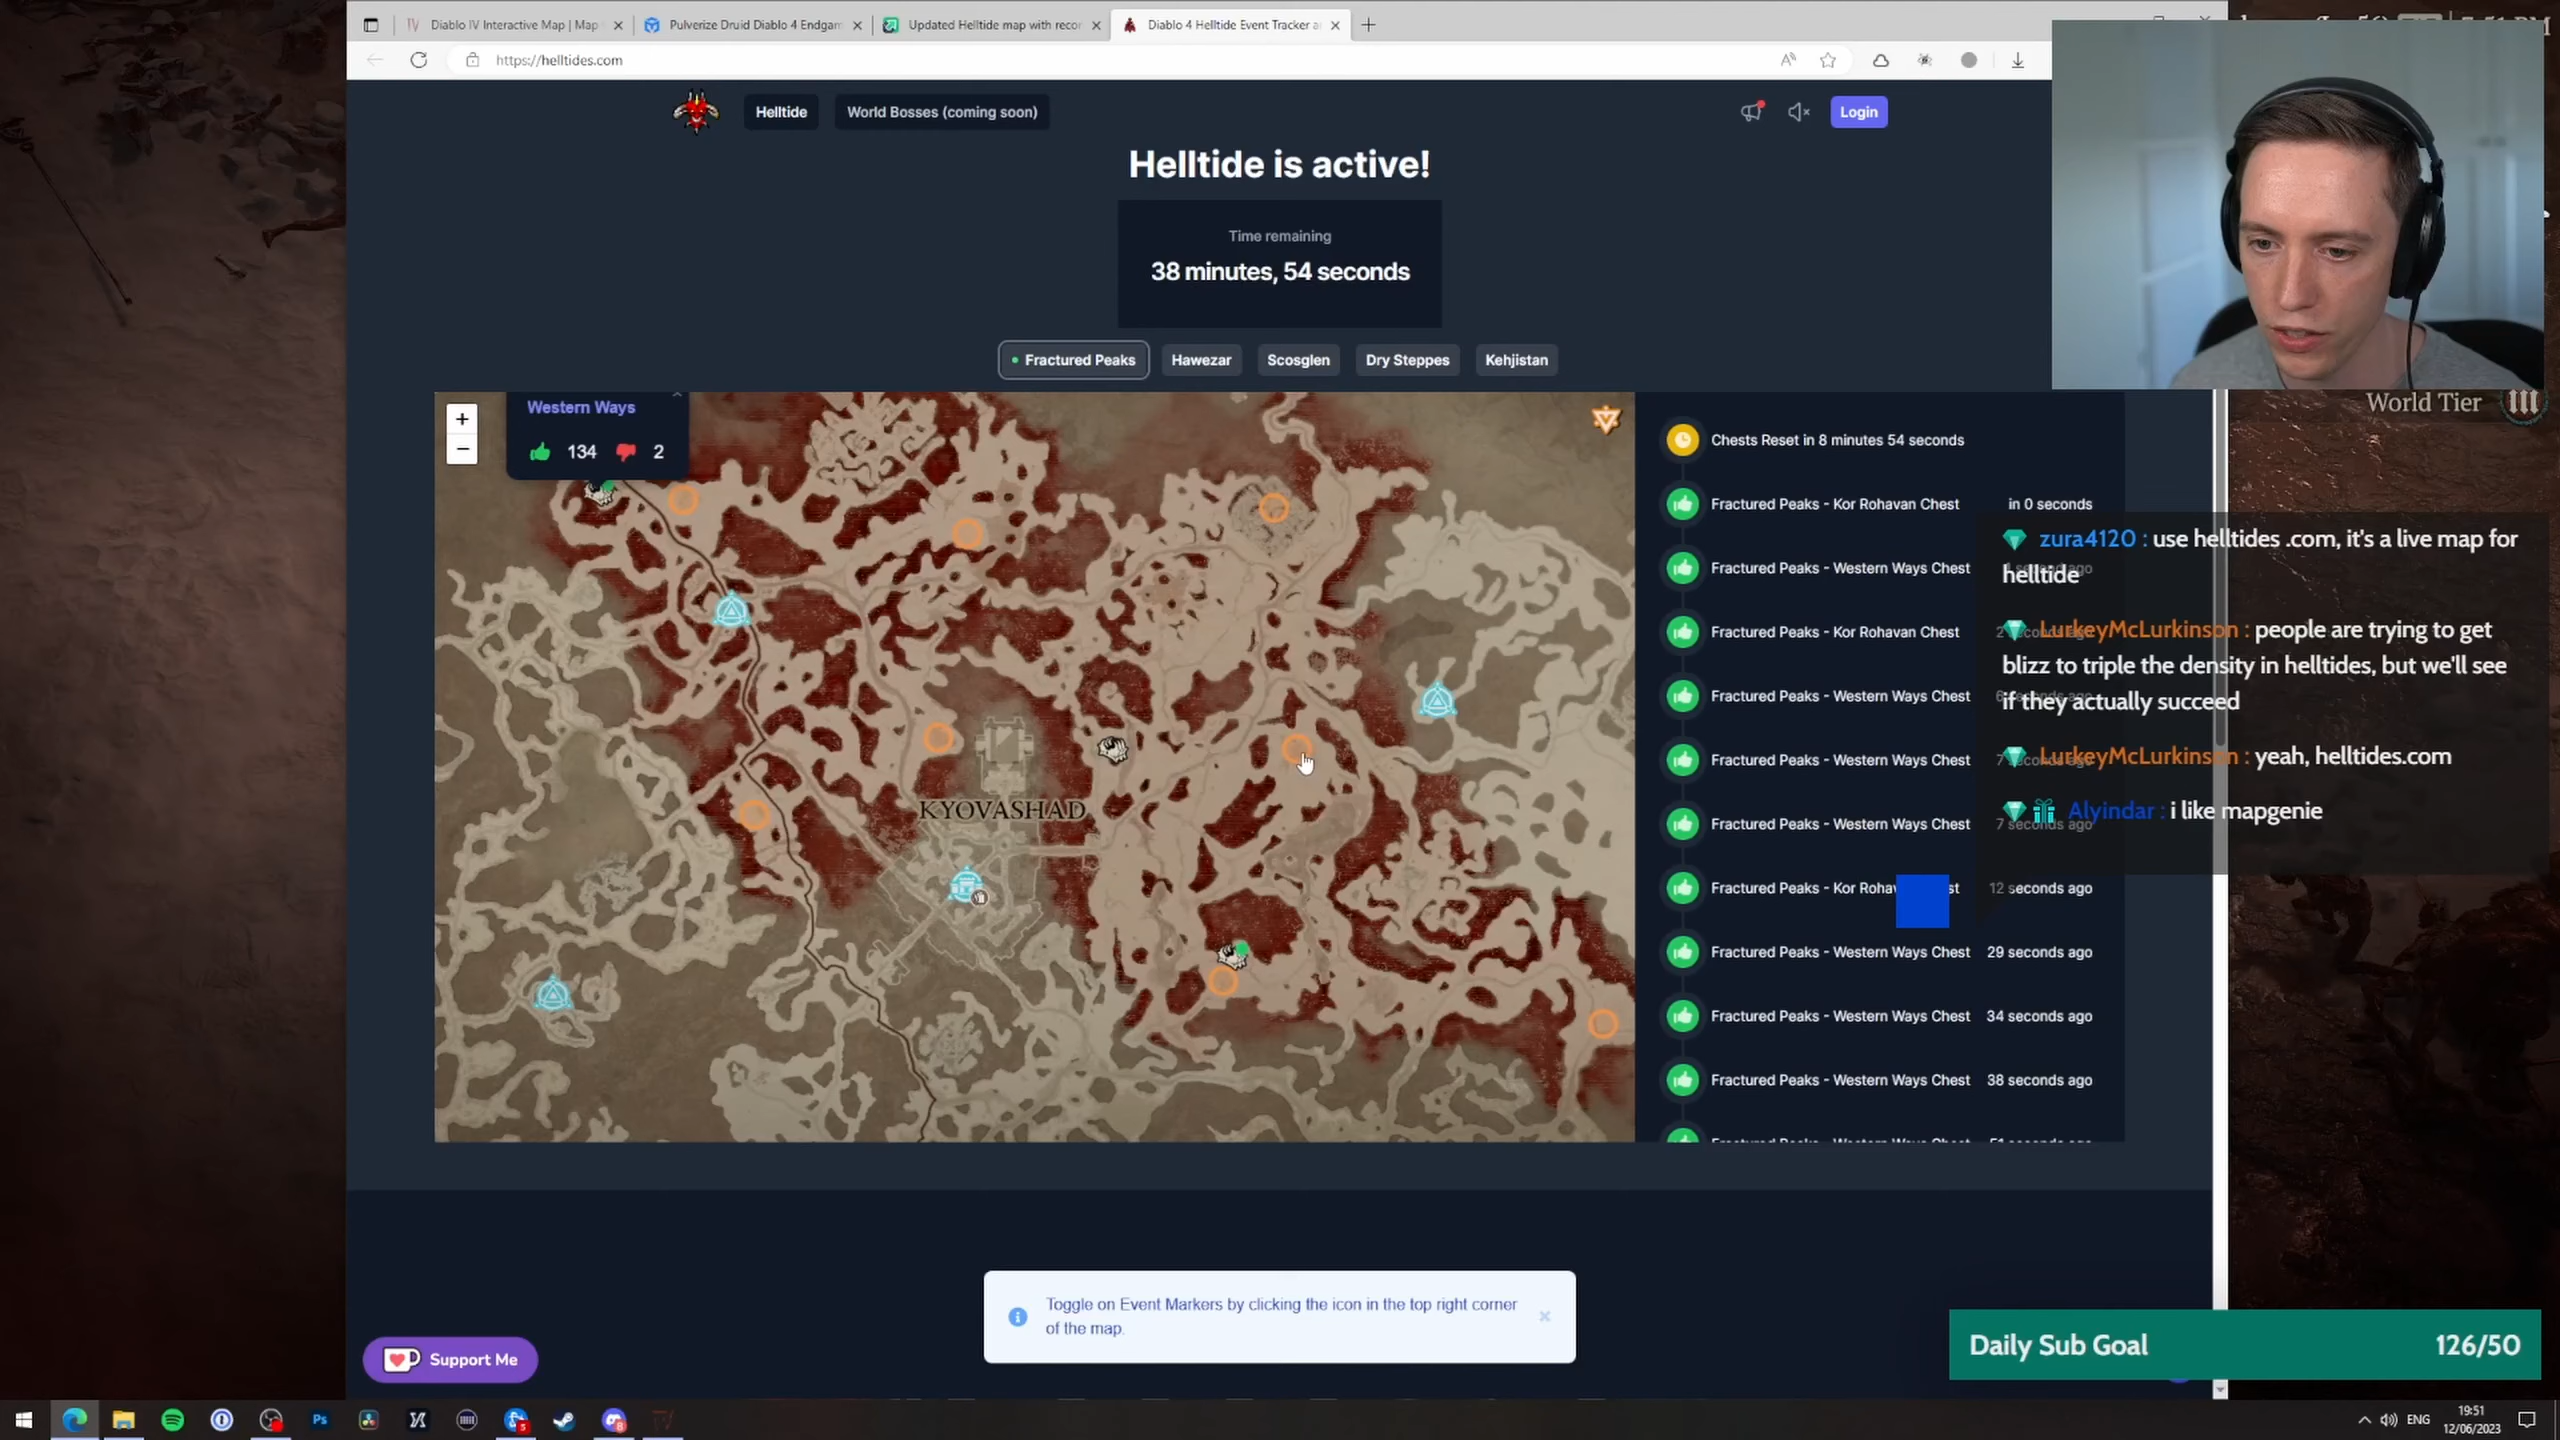 Diablo IV Interactive Map | Map
Pulverize Druid Diablo 4 Endgam
Updated Helltide map with recor
Diablo 4 Helltide Event Tracker a
https://helltides.com
Helltide
World Bosses (coming soon)
Login
Helltide is active!
Time remaining
38 minutes, 54 seconds
Fractured Peaks
Hawezar
Scosglen
Dry Steppes
Kehjistan
World Tier III
Western Ways
134
2
+
−
KYOVASHAD
Chests Reset in 8 minutes 54 seconds
Fractured Peaks - Kor Rohavan Chest in 0 seconds
Fractured Peaks - Western Ways Chest
Fractured Peaks - Kor Rohavan Chest
Fractured Peaks - Western Ways Chest
Fractured Peaks - Western Ways Chest
Fractured Peaks - Western Ways Chest 7 seconds ago
Fractured Peaks - Kor Rohav st 12 seconds ago
Fractured Peaks - Western Ways Chest 29 seconds ago
Fractured Peaks - Western Ways Chest 34 seconds ago
Fractured Peaks - Western Ways Chest 38 seconds ago
zura4120 : use helltides .com, it's a live map for
helltide
LurkeyMcLurkinson : people are trying to get
blizz to triple the density in helltides, but we'll see
if they actually succeed
LurkeyMcLurkinson : yeah, helltides.com
Alyindar : i like mapgenie
Toggle on Event Markers by clicking the icon in the top right corner
of the map.
Support Me
Daily Sub Goal 126/50
Ps
ENG
19:51
12/06/2023